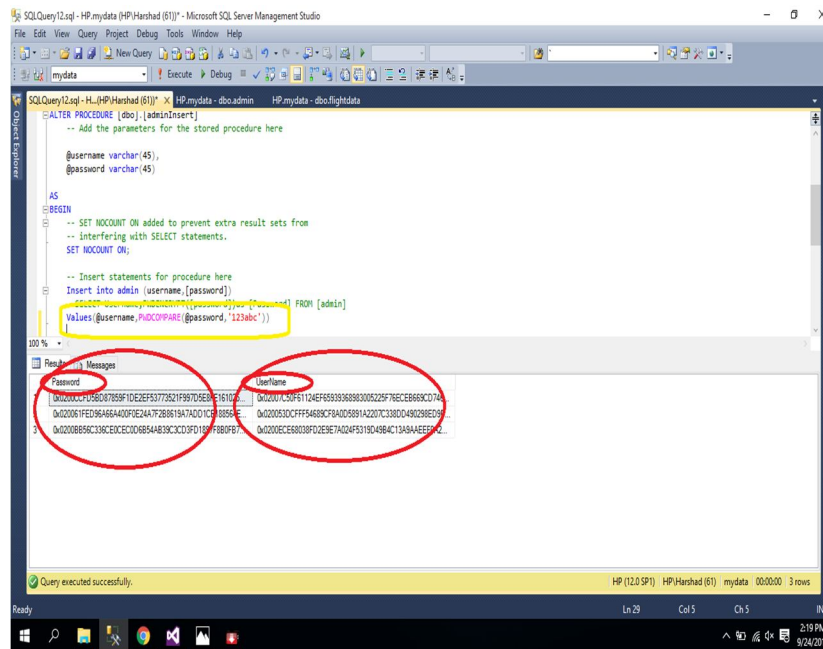 SQLQuery12.sql - HP.mydata (HP\Harshad (61))* - Microsoft SQL Server Management Studio
File Edit View Query Project Debug Tools Window Help
New Query
mydata Execute Debug
SQLQuery12.sql - H...(HP\Harshad (61))* HP.mydata - dbo.admin HP.mydata - dbo.flightdata
Object Explorer
ALTER PROCEDURE [dbo].[adminInsert]
-- Add the parameters for the stored procedure here
@username varchar(45),
@password varchar(45)
AS
BEGIN
-- SET NOCOUNT ON added to prevent extra result sets from
-- interfering with SELECT statements.
SET NOCOUNT ON;
-- Insert statements for procedure here
Insert into admin (username,[password])
FROM [admin]
Values(@username,PWDCOMPARE(@password,'123abc'))
100 %
Results Messages
Password UserName
3
Query executed successfully. HP (12.0 SP1) HP\Harshad (61) mydata 00:00:00 3 rows
Ready Ln 29 Col 5 Ch 5 IN
2:19 PM